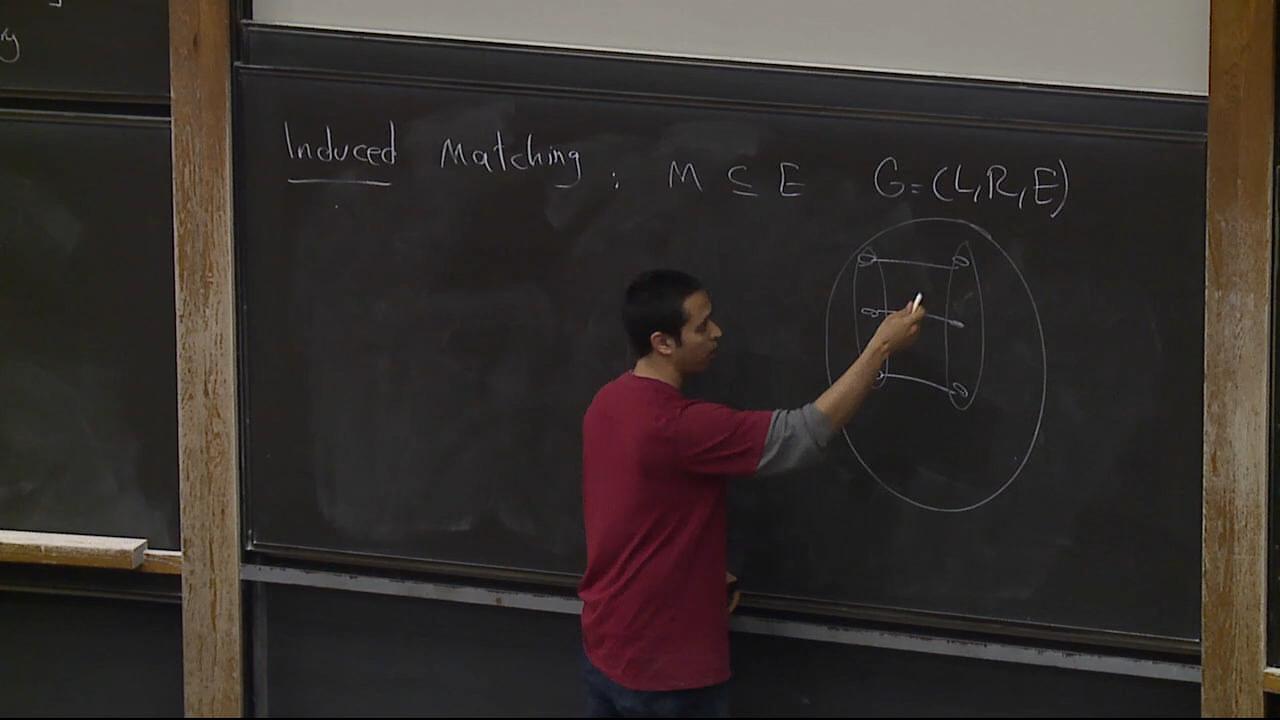 Induced Matching : M ⊆ E G=(L,R,E)